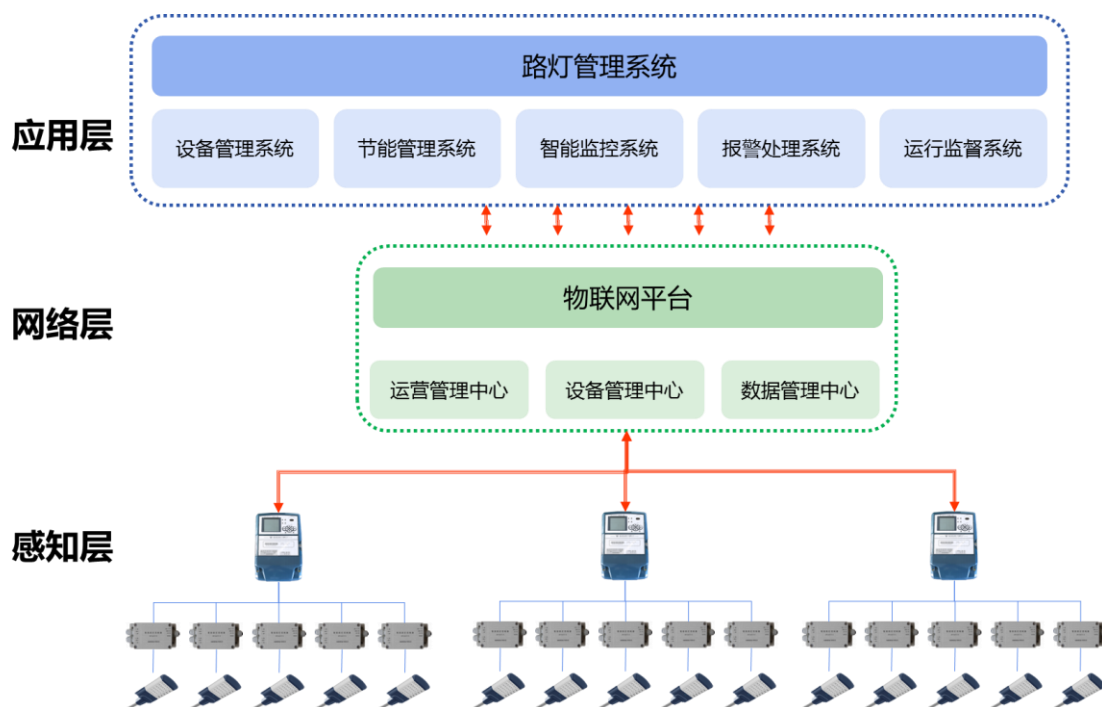 路灯管理系统
应用层
设备管理系统
节能管理系统
智能监控系统
报警处理系统
运行监督系统
物联网平台
网络层
运营管理中心
设备管理中心
数据管理中心
感知层